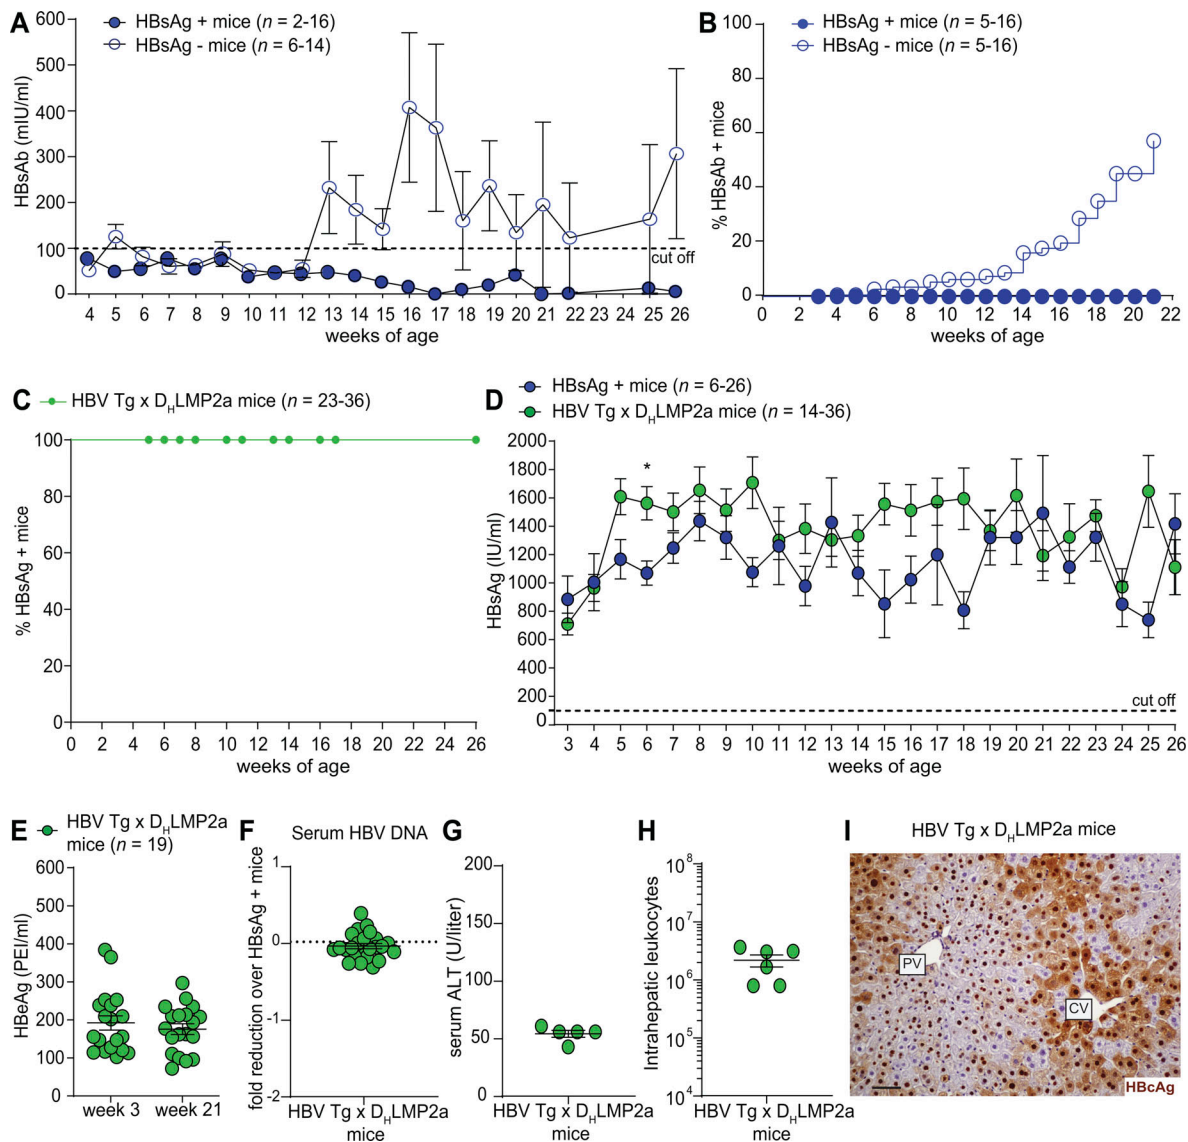 A
HBsAg + mice (n = 2-16)
HBsAg - mice (n = 6-14)
HBsAb (mIU/ml)
600
500
400
300
200
100
50
0
cut off
4 5 6 7 8 9 10 11 12 13 14 15 16 17 18 19 20 21 22 23 24 25 26
weeks of age
B
HBsAg + mice (n = 5-16)
HBsAg - mice (n = 5-16)
% HBsAb + mice
100
80
60
40
20
0
0 2 4 6 8 10 12 14 16 18 20 22
weeks of age
C
HBV Tg x DHLMP2a mice (n = 23-36)
% HBsAg + mice
100
80
60
40
20
0
0 2 4 6 8 10 12 14 16 18 20 22 24 26
weeks of age
D
HBsAg + mice (n = 6-26)
HBV Tg x DHLMP2a mice (n = 14-36)
HBsAg (IU/ml)
2000
1800
1600
1400
1200
1000
800
600
400
200
0
*
cut off
3 4 5 6 7 8 9 10 11 12 13 14 15 16 17 18 19 20 21 22 23 24 25 26
weeks of age
E
HBV Tg x DHLMP2a
mice (n = 19)
HBeAg (PEI/ml)
600
500
400
300
200
100
0
week 3 week 21
F
Serum HBV DNA
fold reduction over HBsAg + mice
1
0
-1
-2
HBV Tg x DHLMP2a
mice
G
serum ALT (U/liter)
200
150
100
50
0
HBV Tg x DHLMP2a
mice
H
Intrahepatic leukocytes
10^8
10^7
10^6
10^5
10^4
HBV Tg x DHLMP2a
mice
I
HBV Tg x DHLMP2a mice
PV
CV
HBcAg